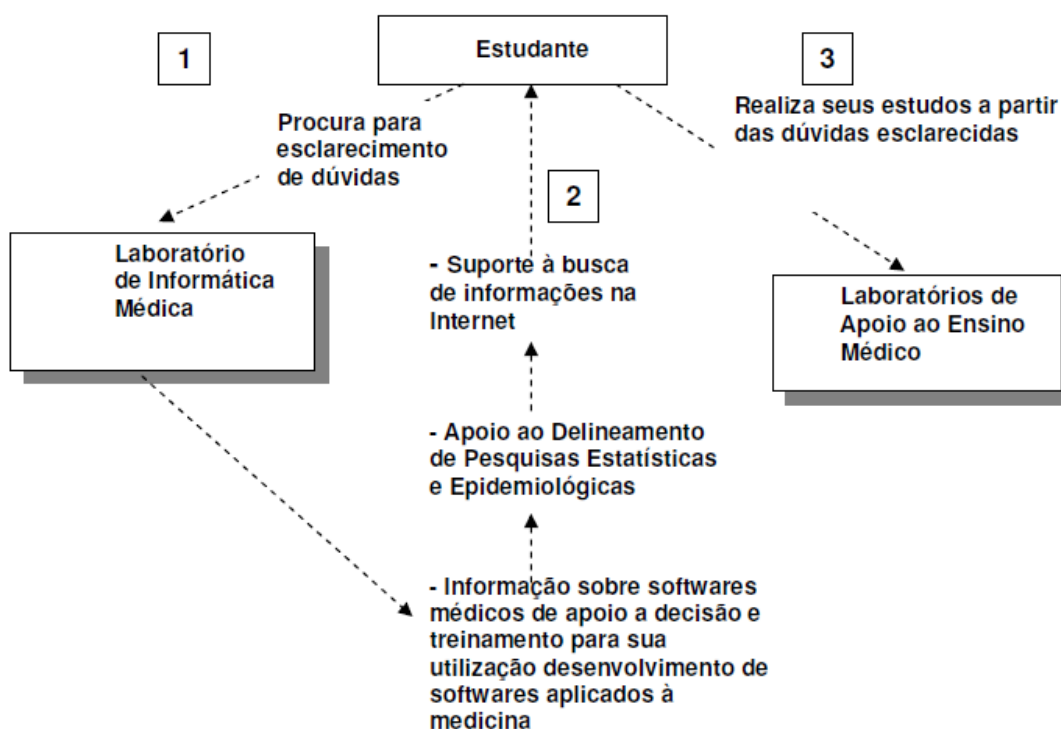 1
Estudante
3
Procura para
esclarecimento
de dúvidas
Realiza seus estudos a partir
das dúvidas esclarecidas
2
Laboratório
de Informática
Médica
- Suporte à busca
de informações na
Internet
Laboratórios de
Apoio ao Ensino
Médico
- Apoio ao Delineamento
de Pesquisas Estatísticas
e Epidemiológicas
- Informação sobre softwares
médicos de apoio a decisão e
treinamento para sua
utilização desenvolvimento de
softwares aplicados à
medicina